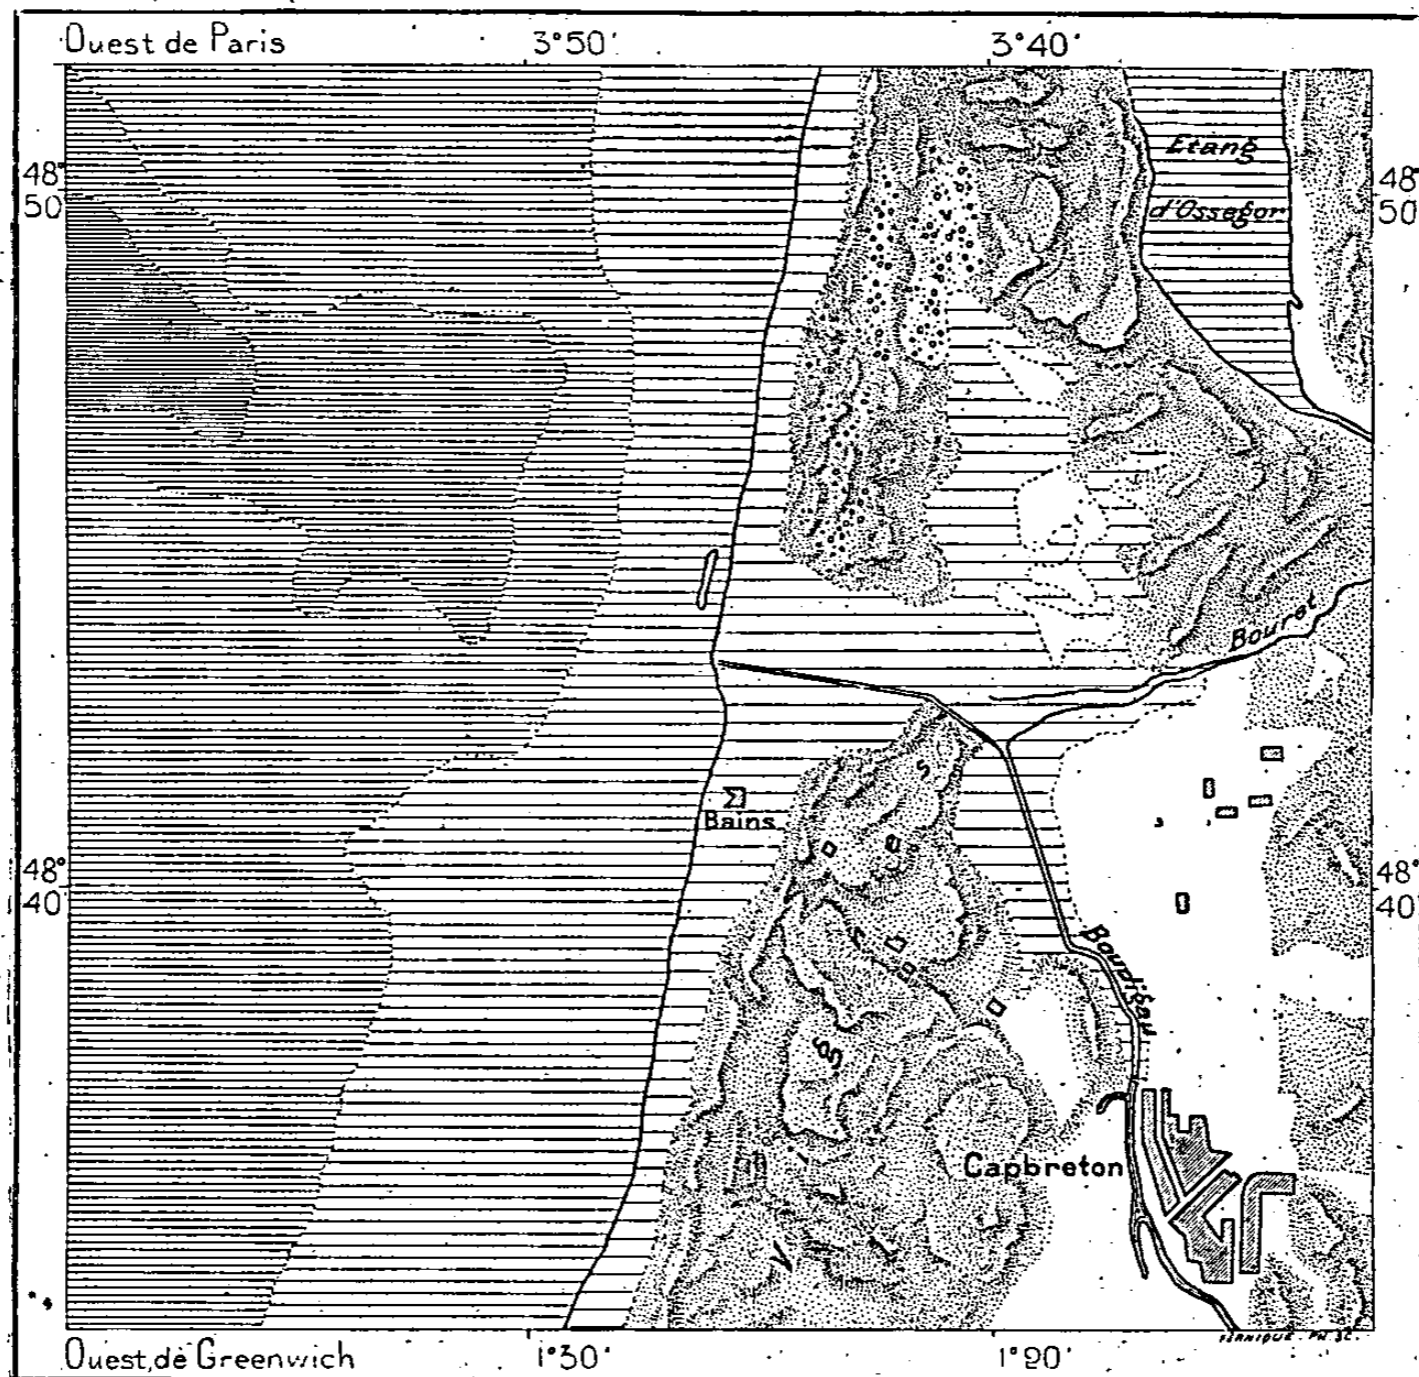 Ouest de Paris
3°50'
3°40'
Etang
d'Ossegor
48°
50'
48°
50'
Bouret
Bains
48°
40'
48°
40'
Boudigau
Capbreton
Ouest de Greenwich
1°30'
1°20'